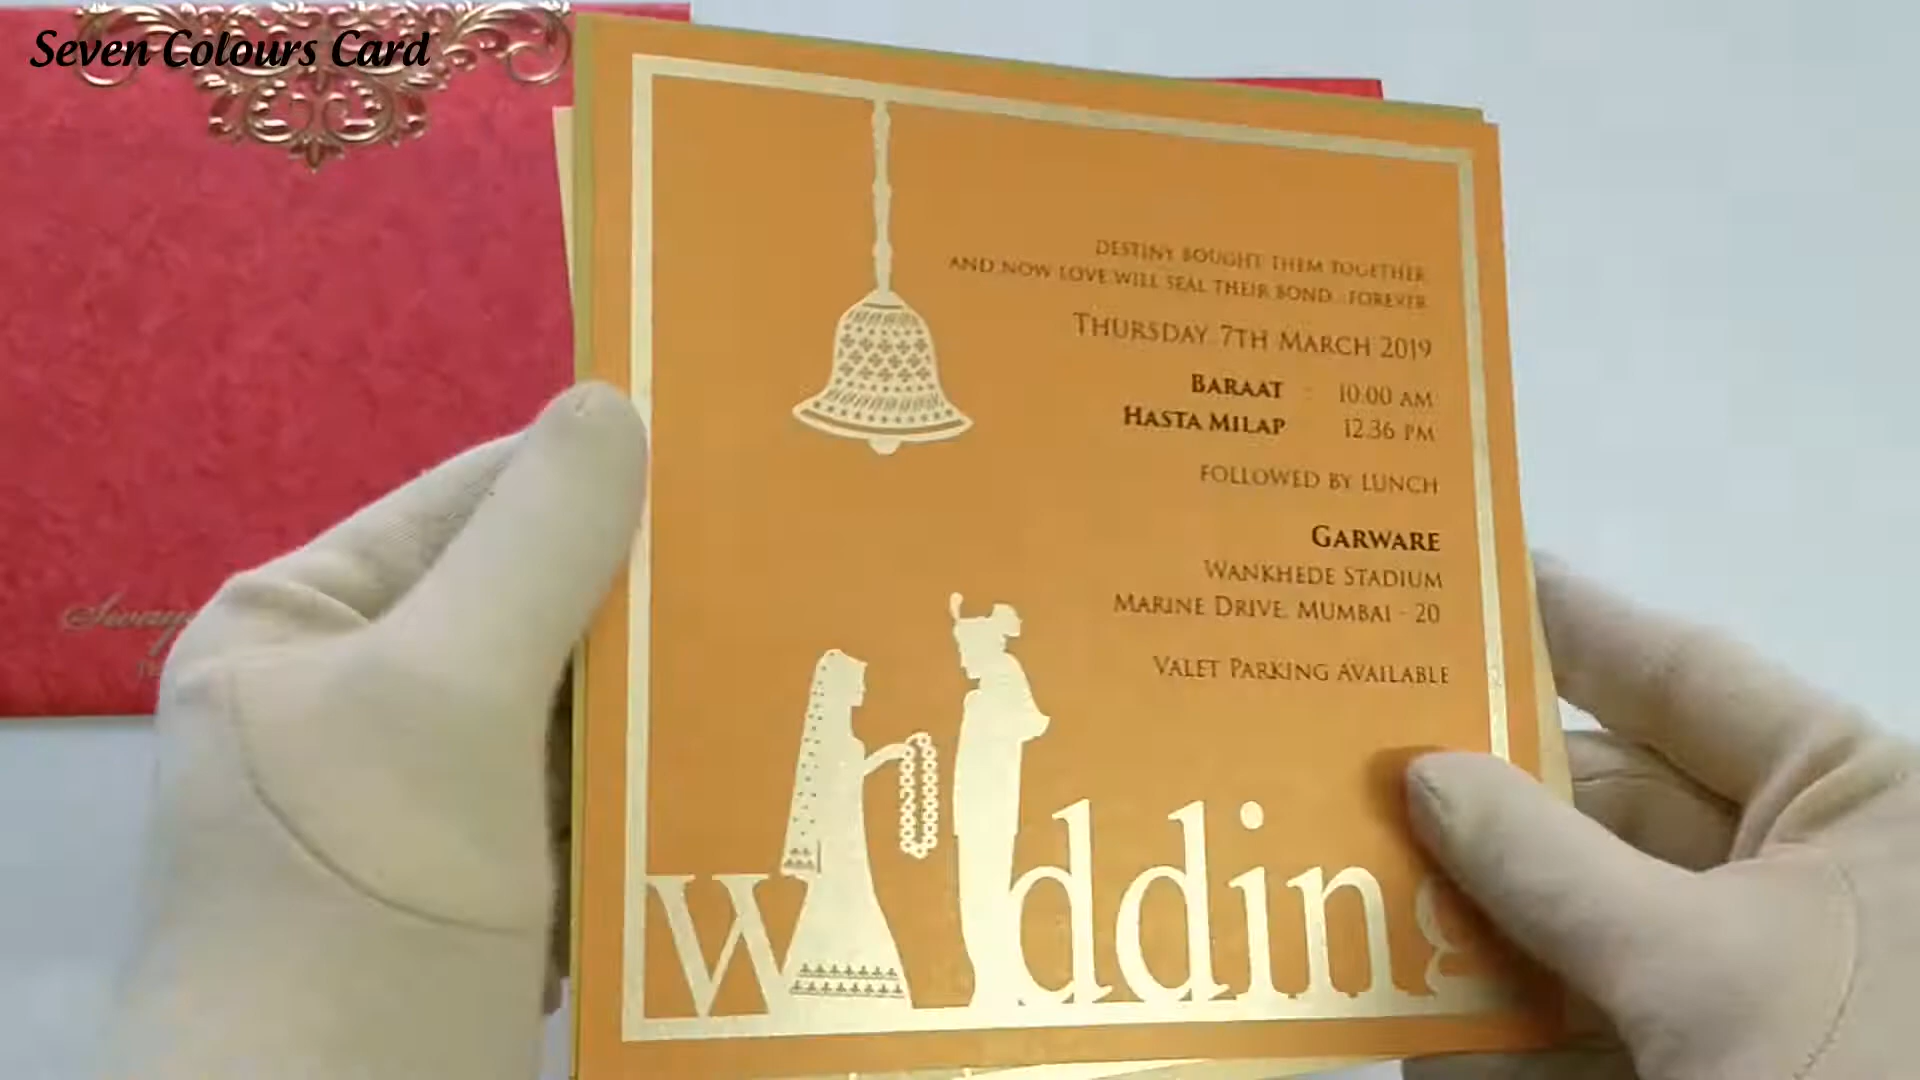 Seven Colours Card
DESTINY BOUGHT THEM TOGETHER
AND NOW LOVE WILL SEAL THEIR BOND...FOREVER
THURSDAY 7TH MARCH 2019
BARAAT : 10:00 AM
HASTA MILAP : 12.36 PM
FOLLOWED BY LUNCH
GARWARE
WANKHEDE STADIUM
MARINE DRIVE, MUMBAI - 20
VALET PARKING AVAILABLE
wedding